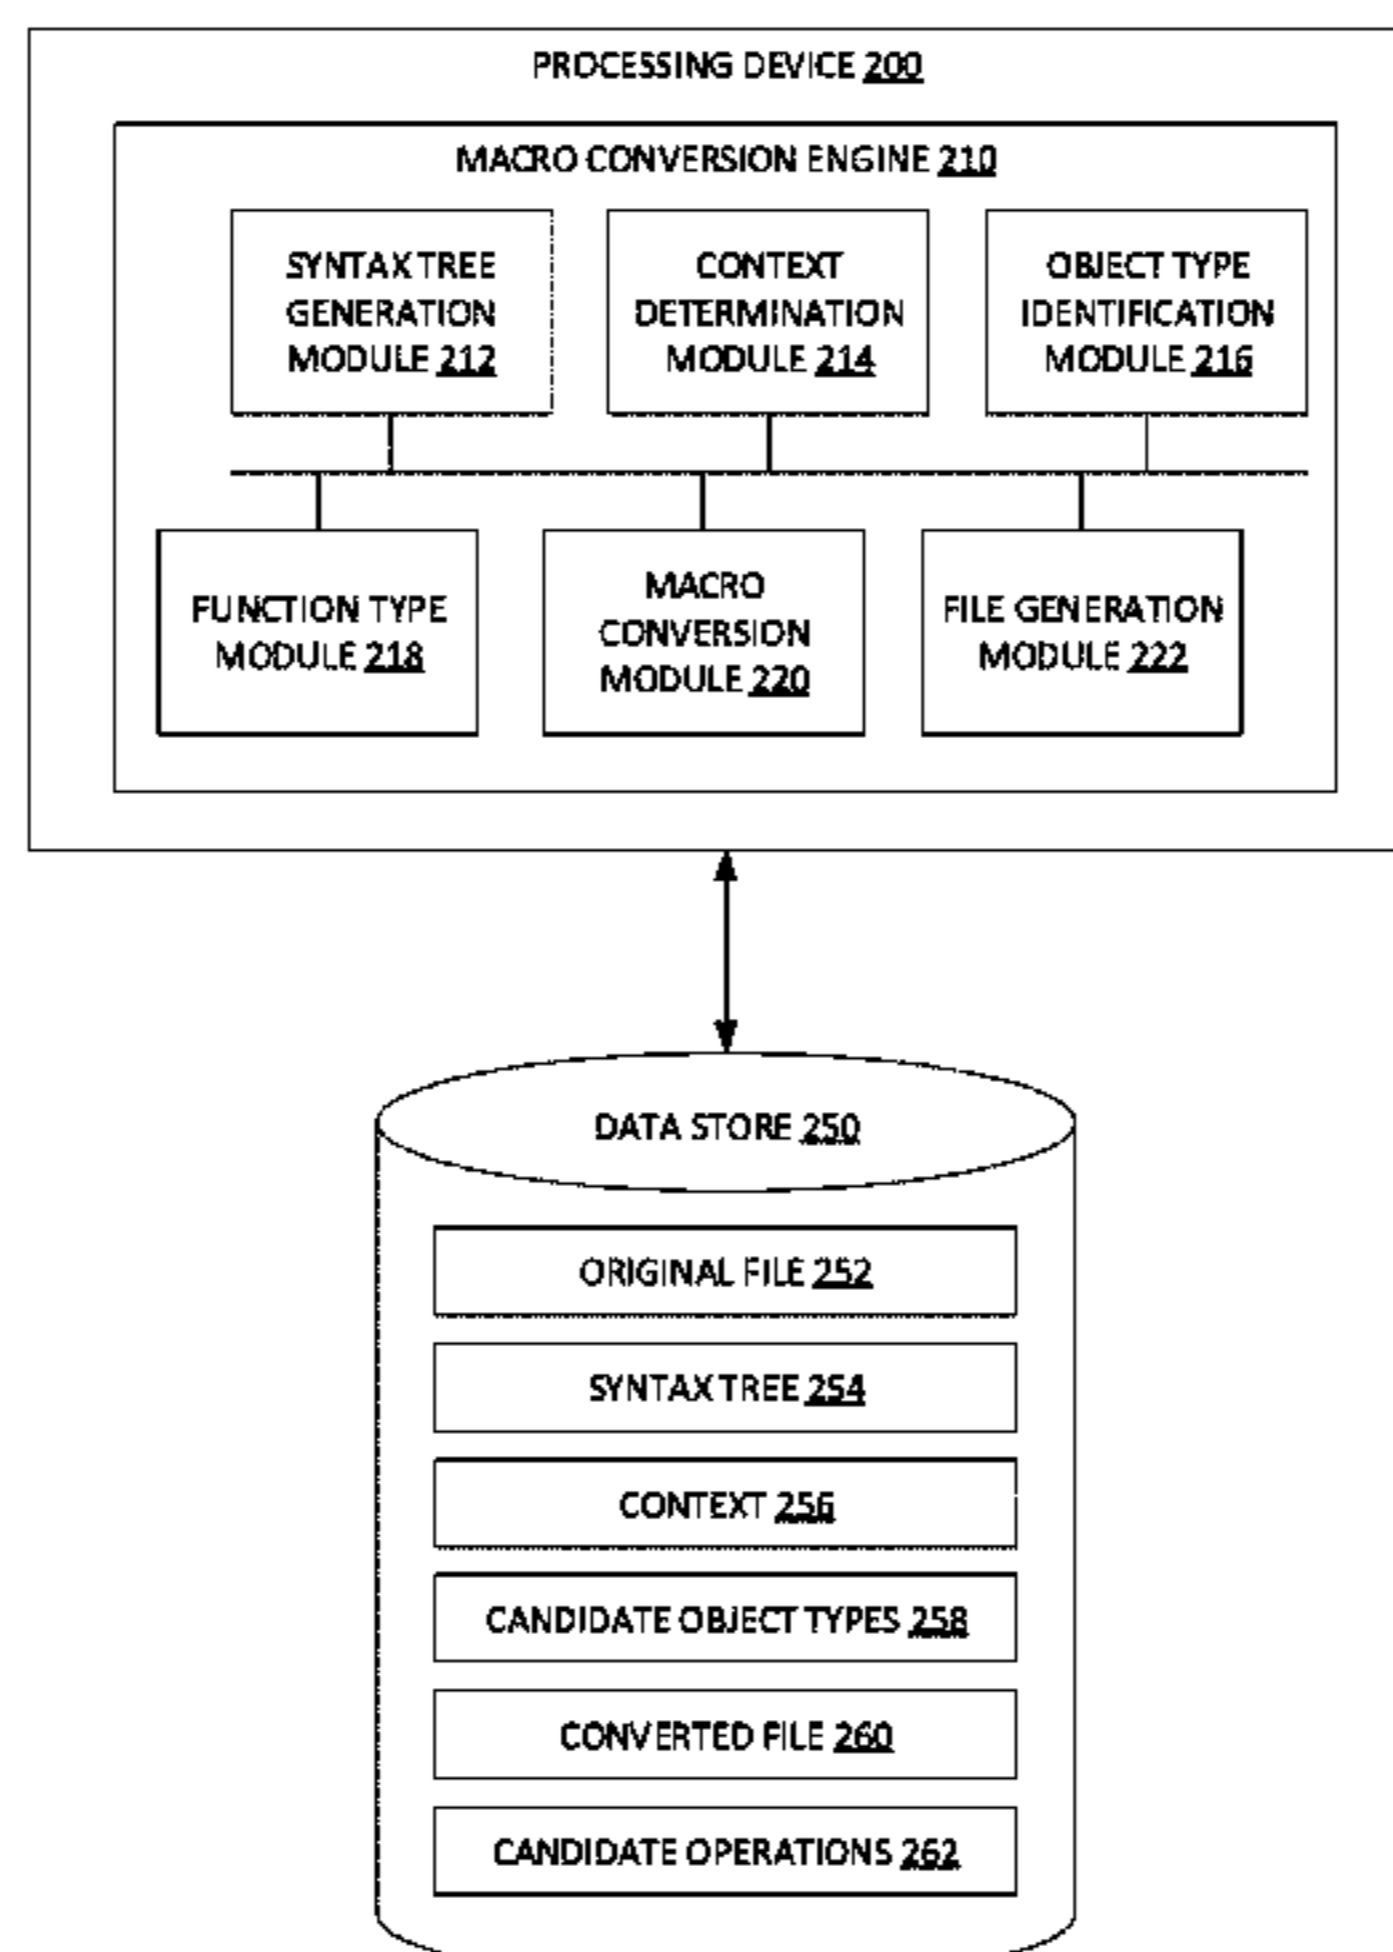 PROCESSING DEVICE 200
MACRO CONVERSION ENGINE 210
SYNTAX TREE
GENERATION
MODULE 212
CONTEXT
DETERMINATION
MODULE 214
OBJECT TYPE
IDENTIFICATION
MODULE 216
FUNCTION TYPE
MODULE 218
MACRO
CONVERSION
MODULE 220
FILE GENERATION
MODULE 222
DATA STORE 250
ORIGINAL FILE 252
SYNTAX TREE 254
CONTEXT 256
CANDIDATE OBJECT TYPES 258
CONVERTED FILE 260
CANDIDATE OPERATIONS 262